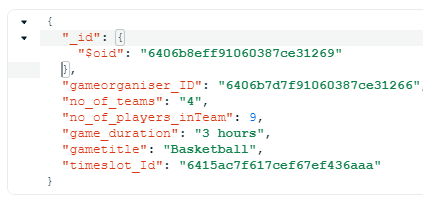 {
"_id": {
"$oid": "6406b8eff91060387ce31269"
},
"gameorganiser_ID": "6406b7d7f91060387ce31266",
"no_of_teams": "4",
"no_of_players_inTeam": 9,
"game_duration": "3 hours",
"gametitle": "Basketball",
"timeslot_Id": "6415ac7f617cef67ef436aaa"
}